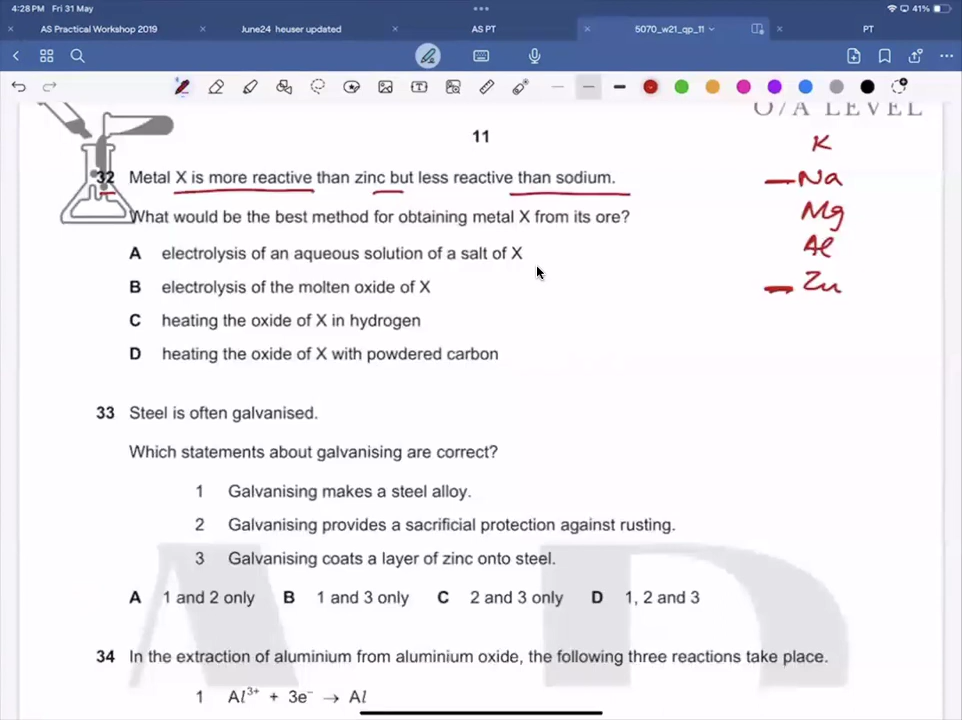 4:28 PM Fri 31 May
41%
AS Practical Workshop 2019
June24 heuser updated
AS PT
5070_w21_qp_11
PT
O/A LEVEL
11
K
32 Metal X is more reactive than zinc but less reactive than sodium.
Na
What would be the best method for obtaining metal X from its ore?
Mg
A electrolysis of an aqueous solution of a salt of X
Al
B electrolysis of the molten oxide of X
Zn
C heating the oxide of X in hydrogen
D heating the oxide of X with powdered carbon
33 Steel is often galvanised.
Which statements about galvanising are correct?
1 Galvanising makes a steel alloy.
2 Galvanising provides a sacrificial protection against rusting.
3 Galvanising coats a layer of zinc onto steel.
A 1 and 2 only B 1 and 3 only C 2 and 3 only D 1, 2 and 3
34 In the extraction of aluminium from aluminium oxide, the following three reactions take place.
1 Al³⁺ + 3e⁻ → Al